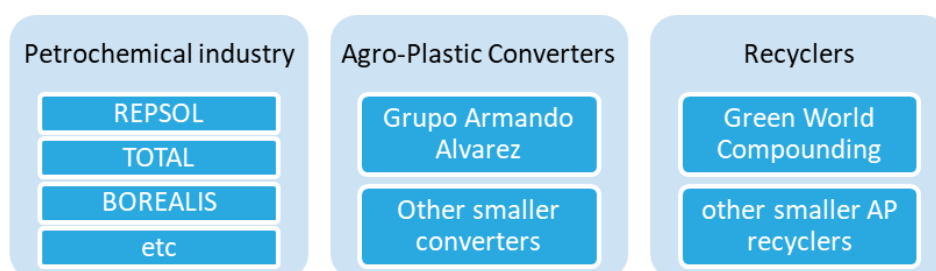 Petrochemical industry
REPSOL
TOTAL
BOREALIS
etc
Agro-Plastic Converters
Grupo Armando
Alvarez
Other smaller
converters
Recyclers
Green World
Compounding
other smaller AP
recyclers